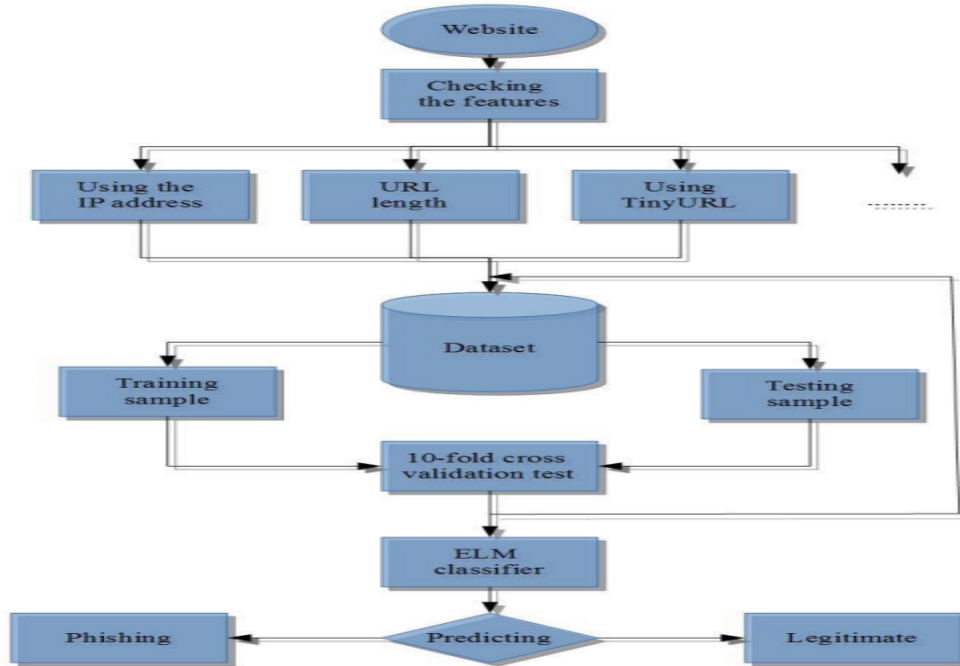 Website
Checking
the features
Using the
IP address
URL
length
Using
TinyURL
Dataset
Training
sample
Testing
sample
10-fold cross
validation test
ELM
classifier
Phishing
Predicting
Legitimate